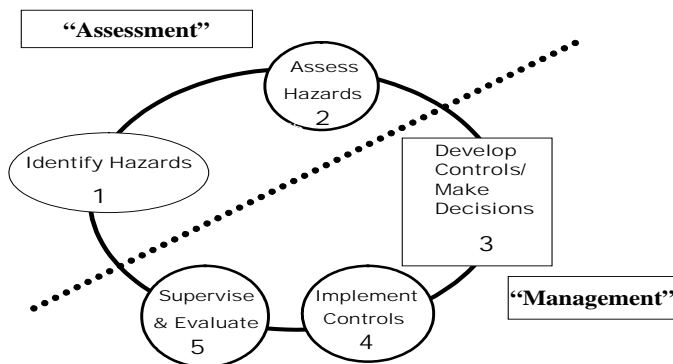 “Assessment”
Assess
Hazards
2
Identify Hazards
1
Develop
Controls/
Make
Decisions
3
“Management”
Implement
Controls
4
Supervise
& Evaluate
5